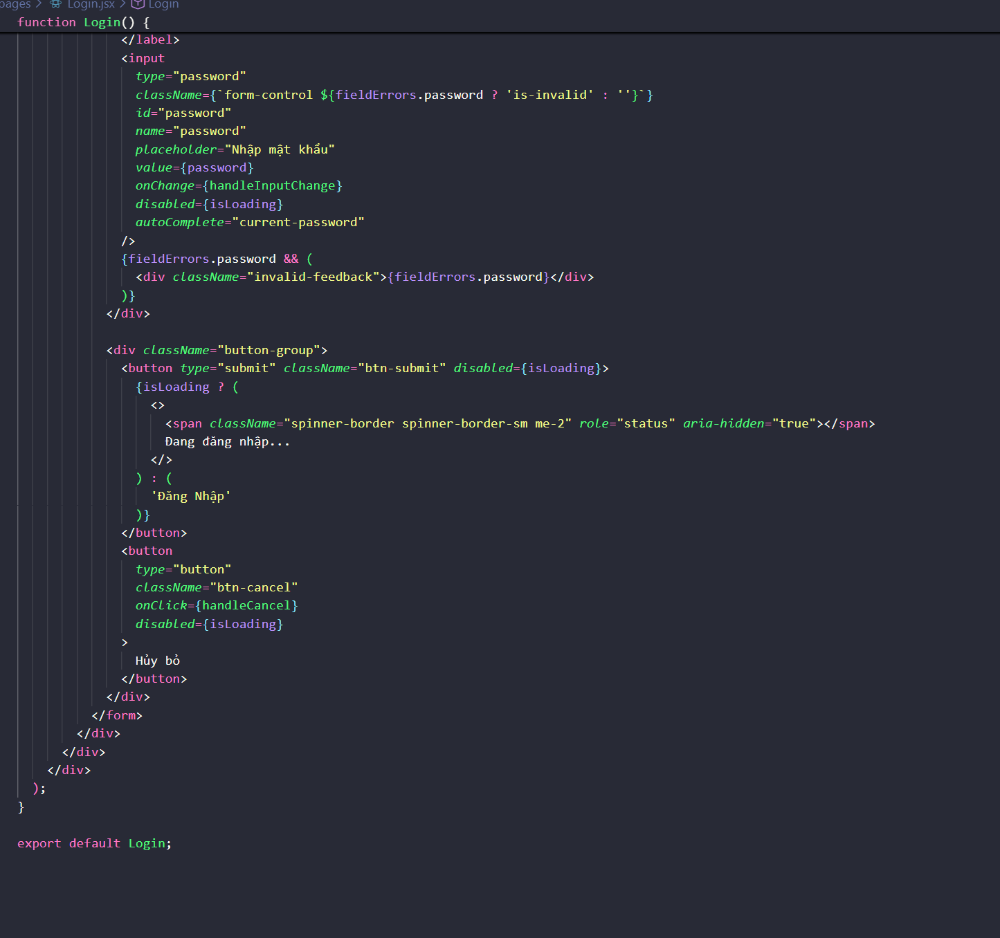 pages > Login.jsx > Login
function Login() {
</label>
<input
type="password"
className={`form-control ${fieldErrors.password ? 'is-invalid' : ''}`}
id="password"
name="password"
placeholder="Nhập mật khẩu"
value={password}
onChange={handleInputChange}
disabled={isLoading}
autoComplete="current-password"
/>
{fieldErrors.password && (
<div className="invalid-feedback">{fieldErrors.password}</div>
)}
</div>
<div className="button-group">
<button type="submit" className="btn-submit" disabled={isLoading}>
{isLoading ? (
<>
<span className="spinner-border spinner-border-sm me-2" role="status" aria-hidden="true"></span>
Đang đăng nhập...
</>
) : (
'Đăng Nhập'
)}
</button>
<button
type="button"
className="btn-cancel"
onClick={handleCancel}
disabled={isLoading}
>
Hủy bỏ
</button>
</div>
</form>
</div>
</div>
</div>
);
}
export default Login;